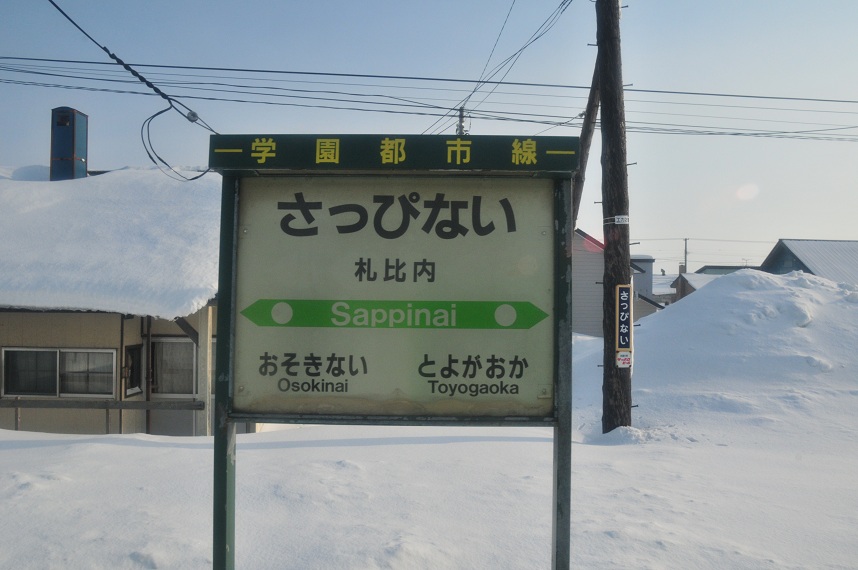 学園都市線
さっぴない
札比内
Sappinai
おそきない
Osokinai
とよがおか
Toyogaoka
さっぴない